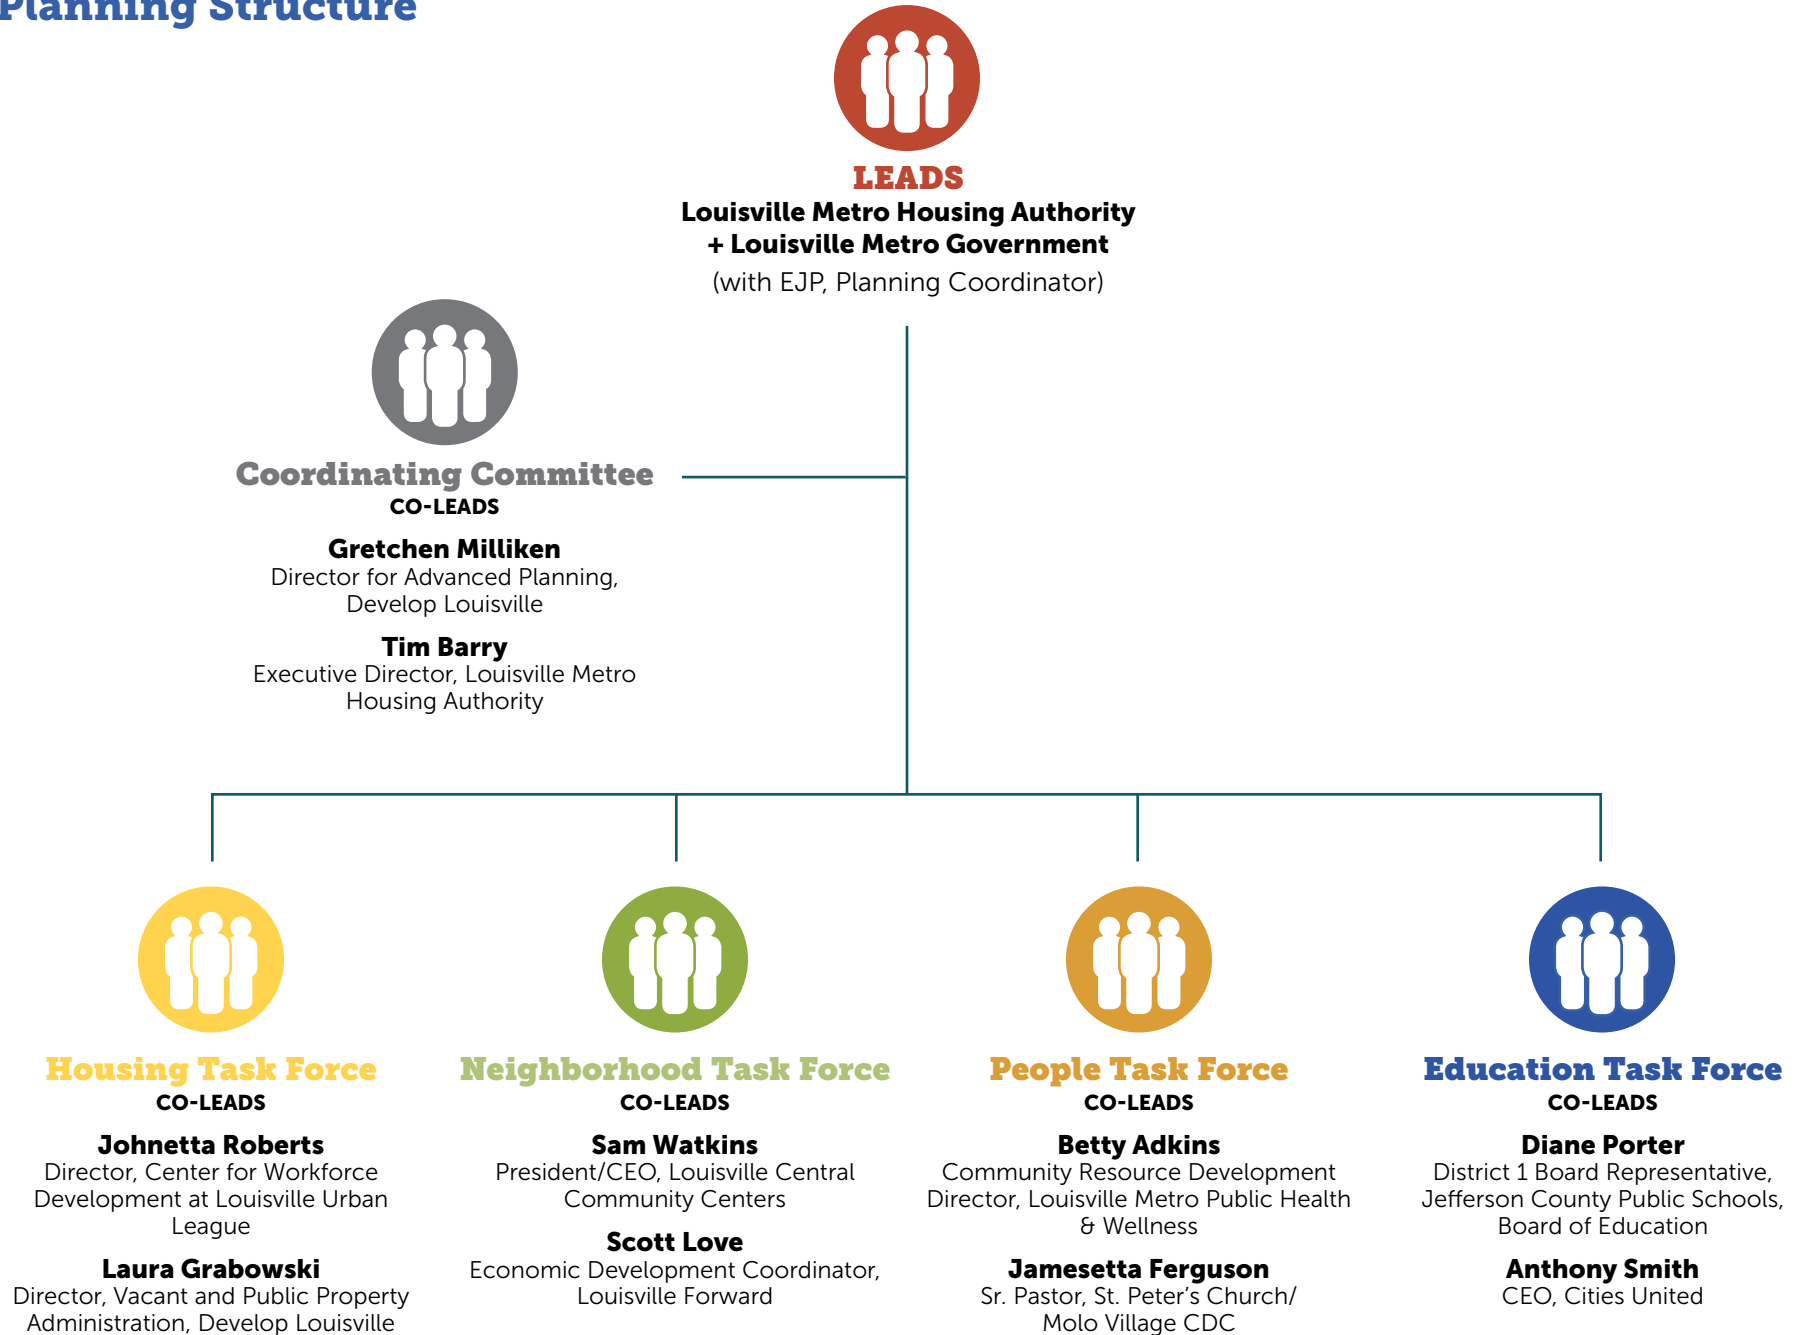 Planning Structure
LEADS
Louisville Metro Housing Authority
+ Louisville Metro Government
(with EJP, Planning Coordinator)
Coordinating Committee
CO-LEADS
Gretchen Milliken
Director for Advanced Planning,
Develop Louisville
Tim Barry
Executive Director, Louisville Metro
Housing Authority
Housing Task Force
CO-LEADS
Johnetta Roberts
Director, Center for Workforce
Development at Louisville Urban
League
Laura Grabowski
Director, Vacant and Public Property
Administration, Develop Louisville
Neighborhood Task Force
CO-LEADS
Sam Watkins
President/CEO, Louisville Central
Community Centers
Scott Love
Economic Development Coordinator,
Louisville Forward
People Task Force
CO-LEADS
Betty Adkins
Community Resource Development
Director, Louisville Metro Public Health
& Wellness
Jamesetta Ferguson
Sr. Pastor, St. Peter's Church/
Molo Village CDC
Education Task Force
CO-LEADS
Diane Porter
District 1 Board Representative,
Jefferson County Public Schools,
Board of Education
Anthony Smith
CEO, Cities United